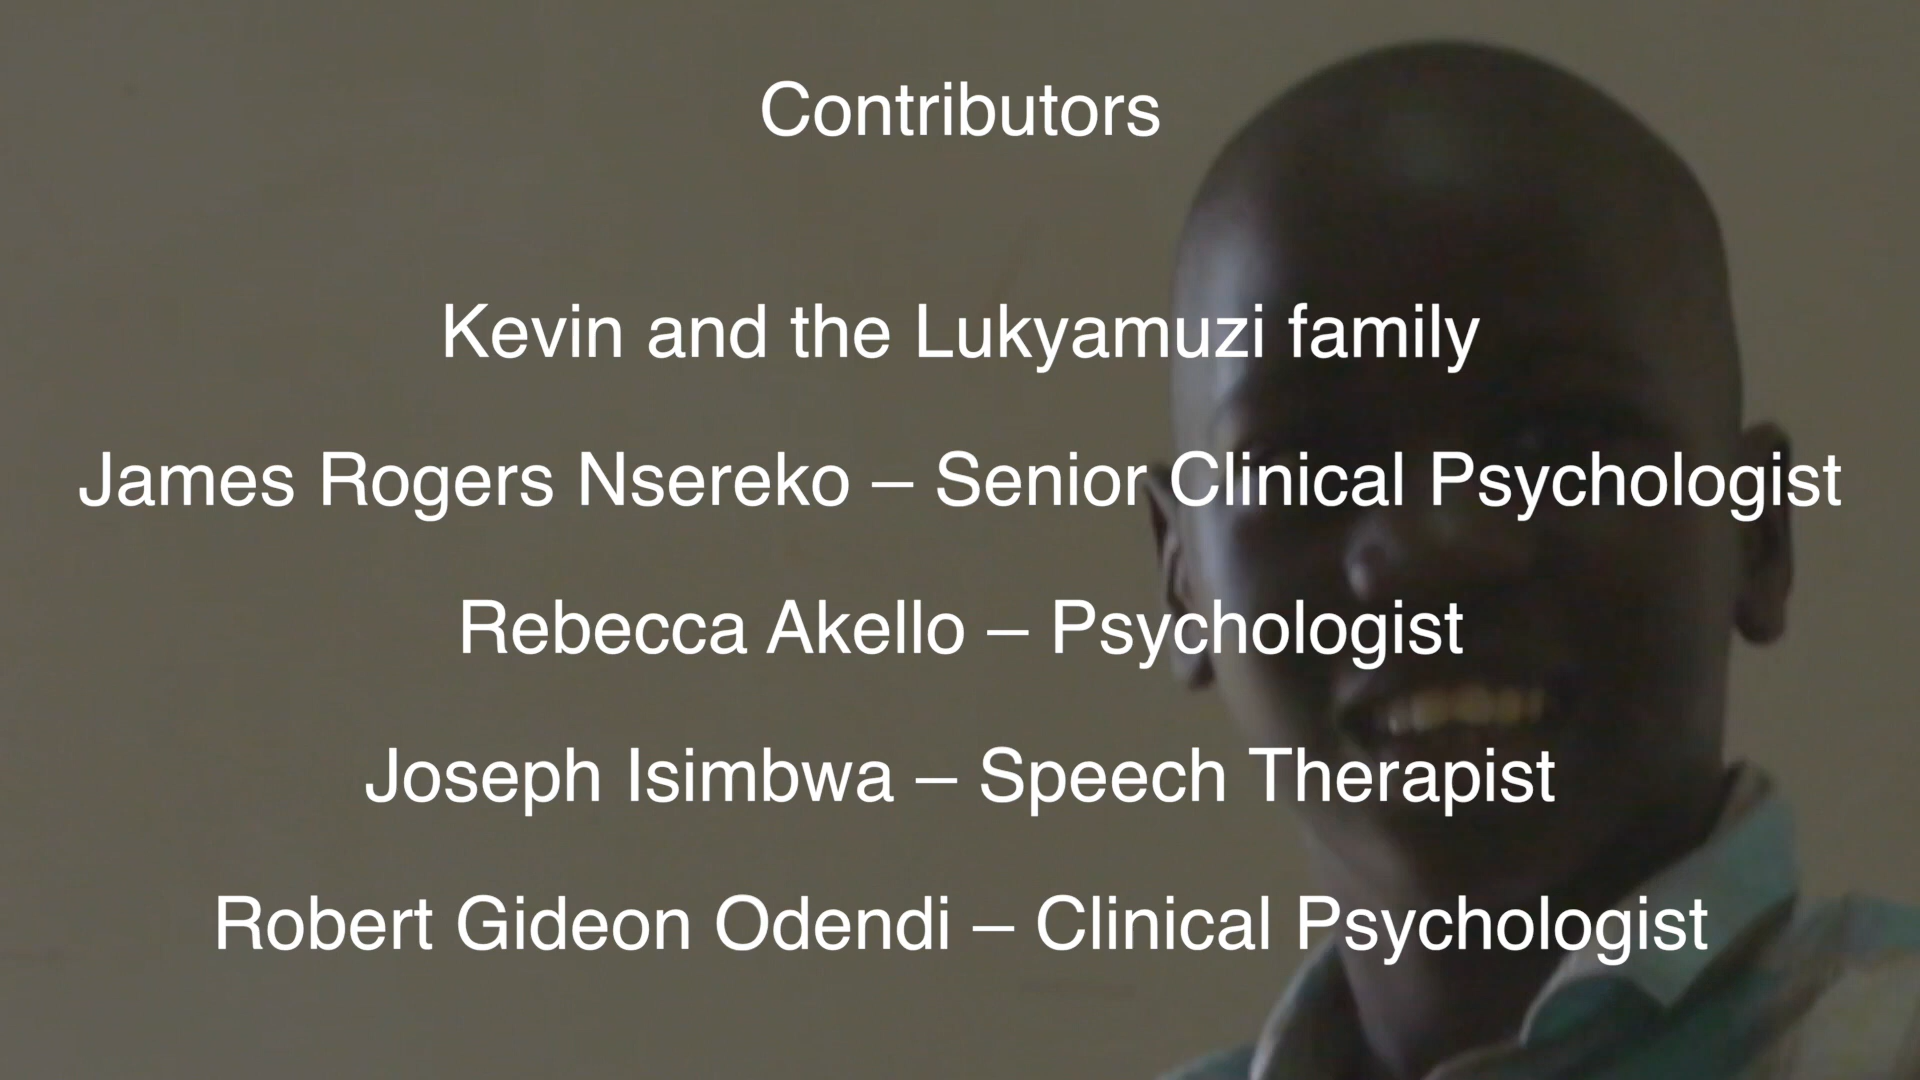 Contributors
Kevin and the Lukyamuzi family
James Rogers Nsereko – Senior Clinical Psychologist
Rebecca Akello – Psychologist
Joseph Isimbwa – Speech Therapist
Robert Gideon Odendi – Clinical Psychologist